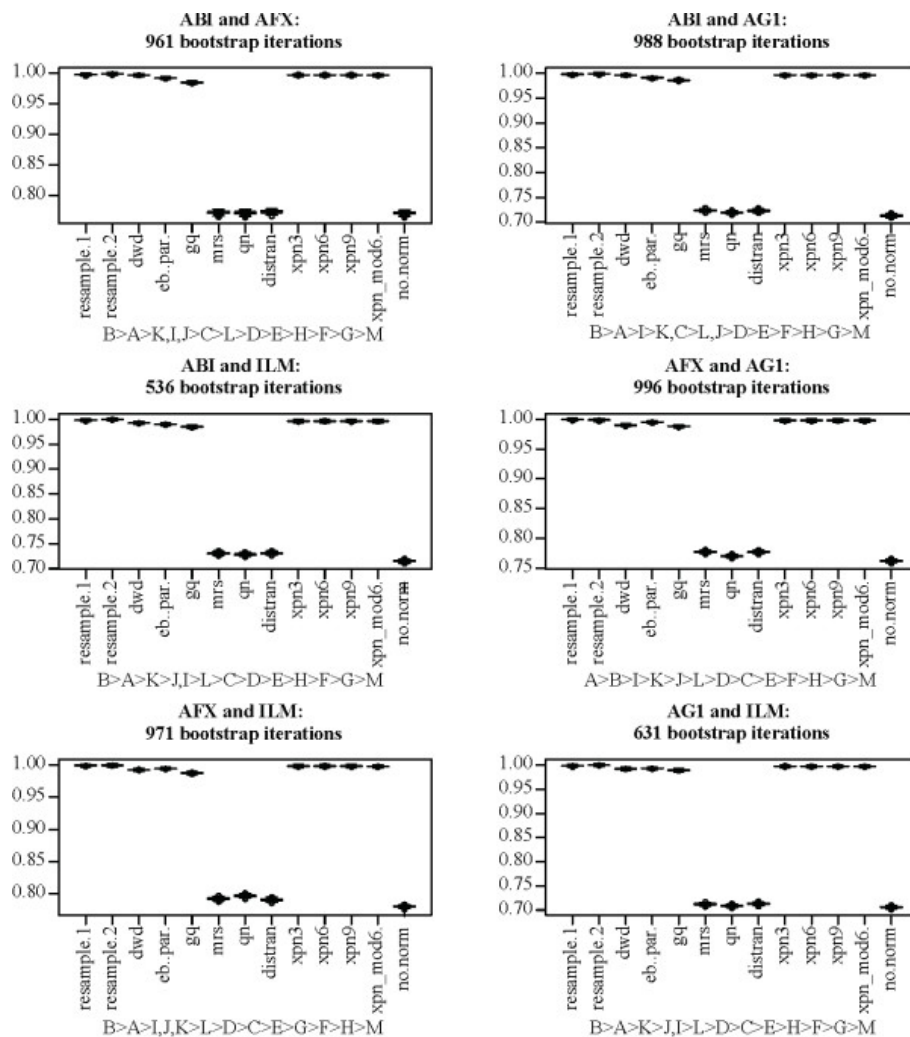 ABI and AFX:
961 bootstrap iterations
1.00
0.95
0.90
0.85
0.80
resample.1
resample.2
dwd
eb..par.
gq
mrs
qn
distran
xpn3
xpn6
xpn9
xpn_mod6.
no.norm
B>A>K,I,J>C>L>D>E>H>F>G>M
ABI and AG1:
988 bootstrap iterations
1.00
0.95
0.90
0.85
0.80
0.75
0.70
resample.1
resample.2
dwd
eb..par.
gq
mrs
qn
distran
xpn3
xpn6
xpn9
xpn_mod6.
no.norm
B>A>I>K,C>L,J>D>E>F>H>G>M
ABI and ILM:
536 bootstrap iterations
1.00
0.95
0.90
0.85
0.80
0.75
0.70
resample.1
resample.2
dwd
eb..par.
gq
mrs
qn
distran
xpn3
xpn6
xpn9
xpn_mod6.
no.norm
B>A>K>J,I>L>C>D>E>H>F>G>M
AFX and AG1:
996 bootstrap iterations
1.00
0.95
0.90
0.85
0.80
0.75
resample.1
resample.2
dwd
eb..par.
gq
mrs
qn
distran
xpn3
xpn6
xpn9
xpn_mod6.
no.norm
A>B>I>K>J>L>D>C>E>F>H>G>M
AFX and ILM:
971 bootstrap iterations
1.00
0.95
0.90
0.85
0.80
resample.1
resample.2
dwd
eb..par.
gq
mrs
qn
distran
xpn3
xpn6
xpn9
xpn_mod6.
no.norm
B>A>I,J,K>L>D>C>E>G>F>H>M
AG1 and ILM:
631 bootstrap iterations
1.00
0.95
0.90
0.85
0.80
0.75
0.70
resample.1
resample.2
dwd
eb..par.
gq
mrs
qn
distran
xpn3
xpn6
xpn9
xpn_mod6.
no.norm
B>A>K>J,I>L>D>C>E>H>F>G>M